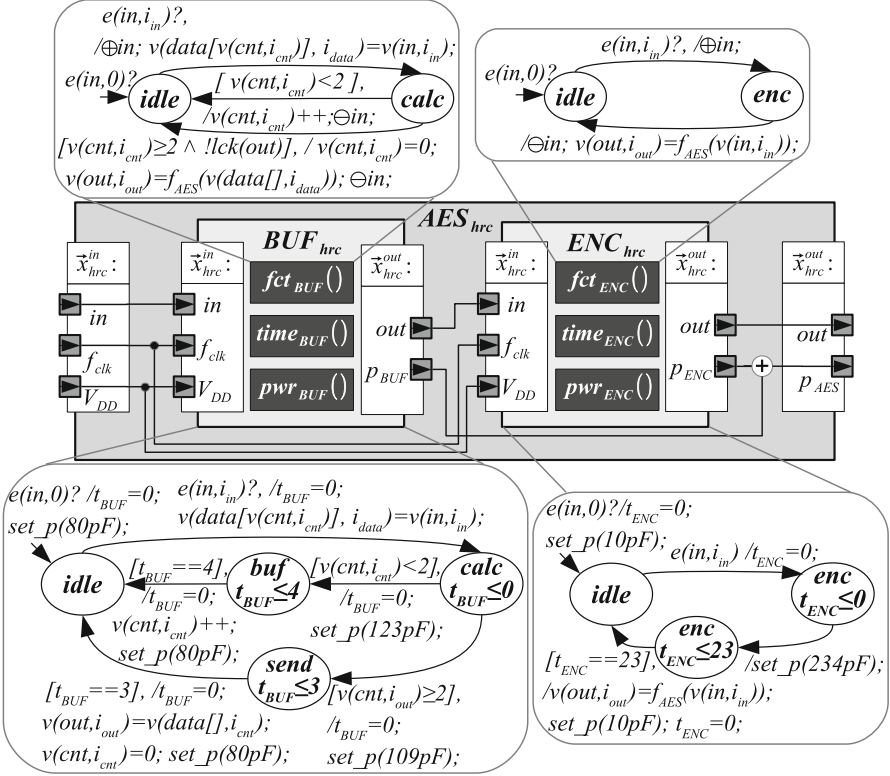 e(in,i_in)?,
/⊕in; v(data[v(cnt,i_cnt)], i_data)=v(in,i_in);
e(in,0)?
idle
[ v(cnt,i_cnt)<2 ],
/v(cnt,i_cnt)++;⊖in;
calc
[v(cnt,i_cnt)≥2 ∧ !lck(out)], / v(cnt,i_cnt)=0;
v(out,i_out)=f_AES(v(data[],i_data)); ⊖in;
e(in,i_in)?, /⊕in;
e(in,0)?
idle
enc
/⊖in; v(out,i_out)=f_AES(v(in,i_in));
AES_hrc
x⃗_hrc^in :
in
f_clk
V_DD
BUF_hrc
x⃗_hrc^in :
in
f_clk
V_DD
fct_BUF()
time_BUF()
pwr_BUF()
x⃗_hrc^out :
out
p_BUF
ENC_hrc
x⃗_hrc^in :
in
f_clk
V_DD
fct_ENC()
time_ENC()
pwr_ENC()
x⃗_hrc^out :
out
p_ENC
+
x⃗_hrc^out :
out
p_AES
e(in,0)? /t_BUF=0;
set_p(80pF);
e(in,i_in)?, /t_BUF=0;
v(data[v(cnt,i_cnt)], i_data)=v(in,i_in);
idle
[t_BUF==4],
/t_BUF=0;
v(cnt,i_cnt)++;
set_p(80pF);
buf
t_BUF≤4
[v(cnt,i_cnt)<2],
/t_BUF=0;
set_p(123pF);
calc
t_BUF≤0
send
t_BUF≤3
[t_BUF==3], /t_BUF=0;
v(out,i_out)=v(data[],i_cnt);
v(cnt,i_cnt)=0; set_p(80pF);
[v(cnt,i_out)≥2],
/t_BUF=0;
set_p(109pF);
e(in,0)?/t_ENC=0;
set_p(10pF);
e(in,i_in) /t_ENC=0;
idle
enc
t_ENC≤0
enc
t_ENC≤23
/set_p(234pF);
[t_ENC==23],
/v(out,i_out)=f_AES(v(in,i_in));
set_p(10pF); t_ENC=0;